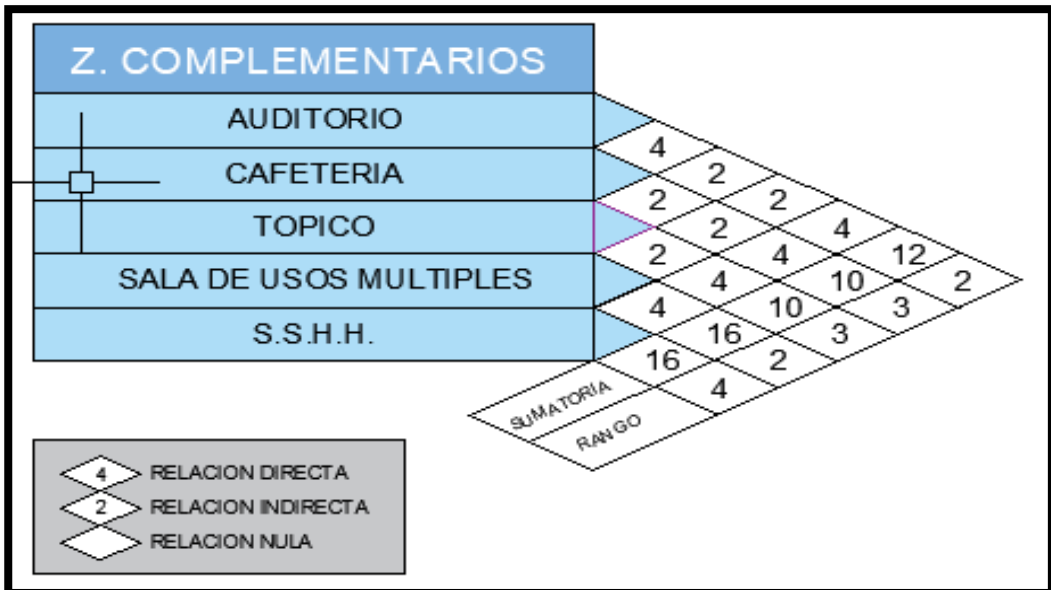 Z. COMPLEMENTARIOS
AUDITORIO
CAFETERIA
TOPICO
SALA DE USOS MULTIPLES
S.S.H.H.
4
2
2 2
2 4
2 4 12
4 10 2
4 10 3
16 3
16 2
4
SUMATORIA
RANGO
4 RELACION DIRECTA
2 RELACION INDIRECTA
RELACION NULA